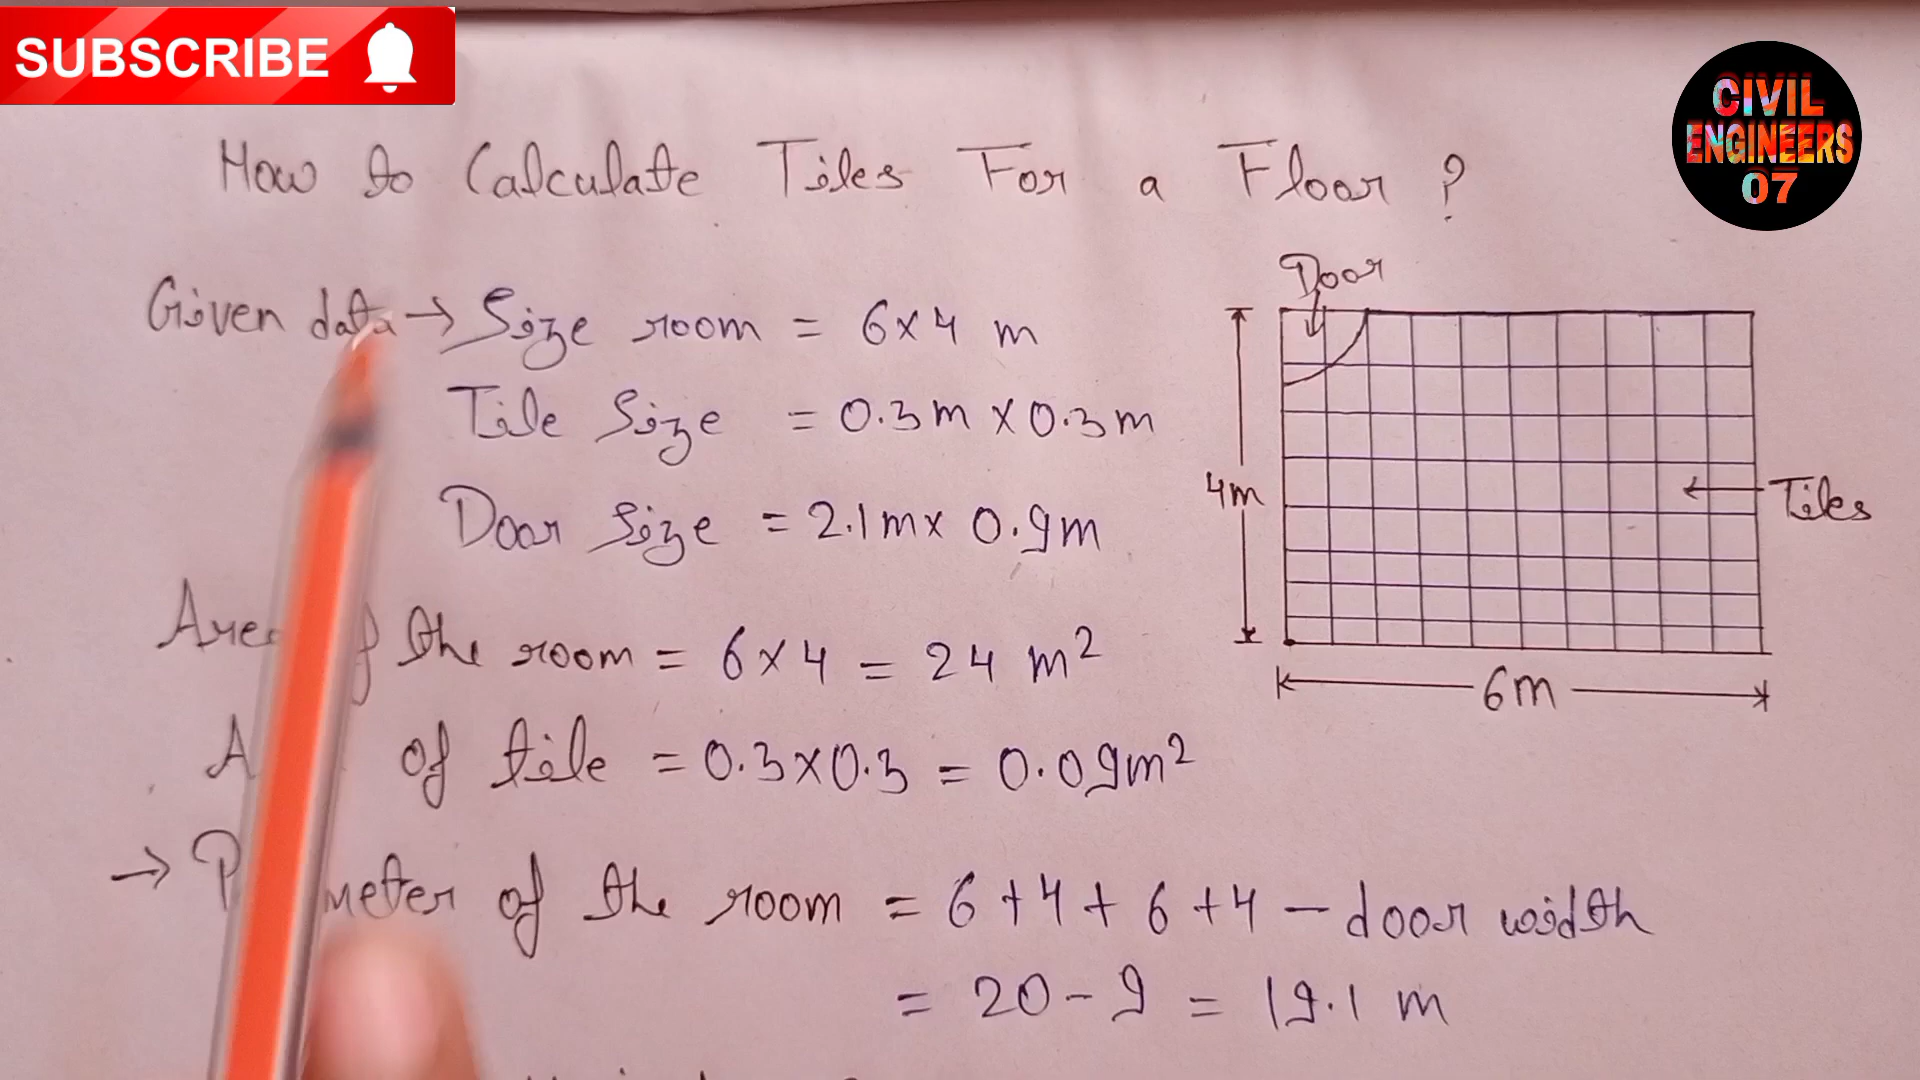 SUBSCRIBE
CIVIL
ENGINEERS
07
How to Calculate Tiles For a Floor ?
Given data → Size room = 6×4 m
Tile Size = 0.3m × 0.3m
Door Size = 2.1m× 0.9m
Door
4m
Tiles
6m
Area of the room = 6×4 = 24 m²
of tile = 0.3×0.3 = 0.09m²
→ of the room = 6+4+6+4 – door width
= 20-9 = 19.1 m